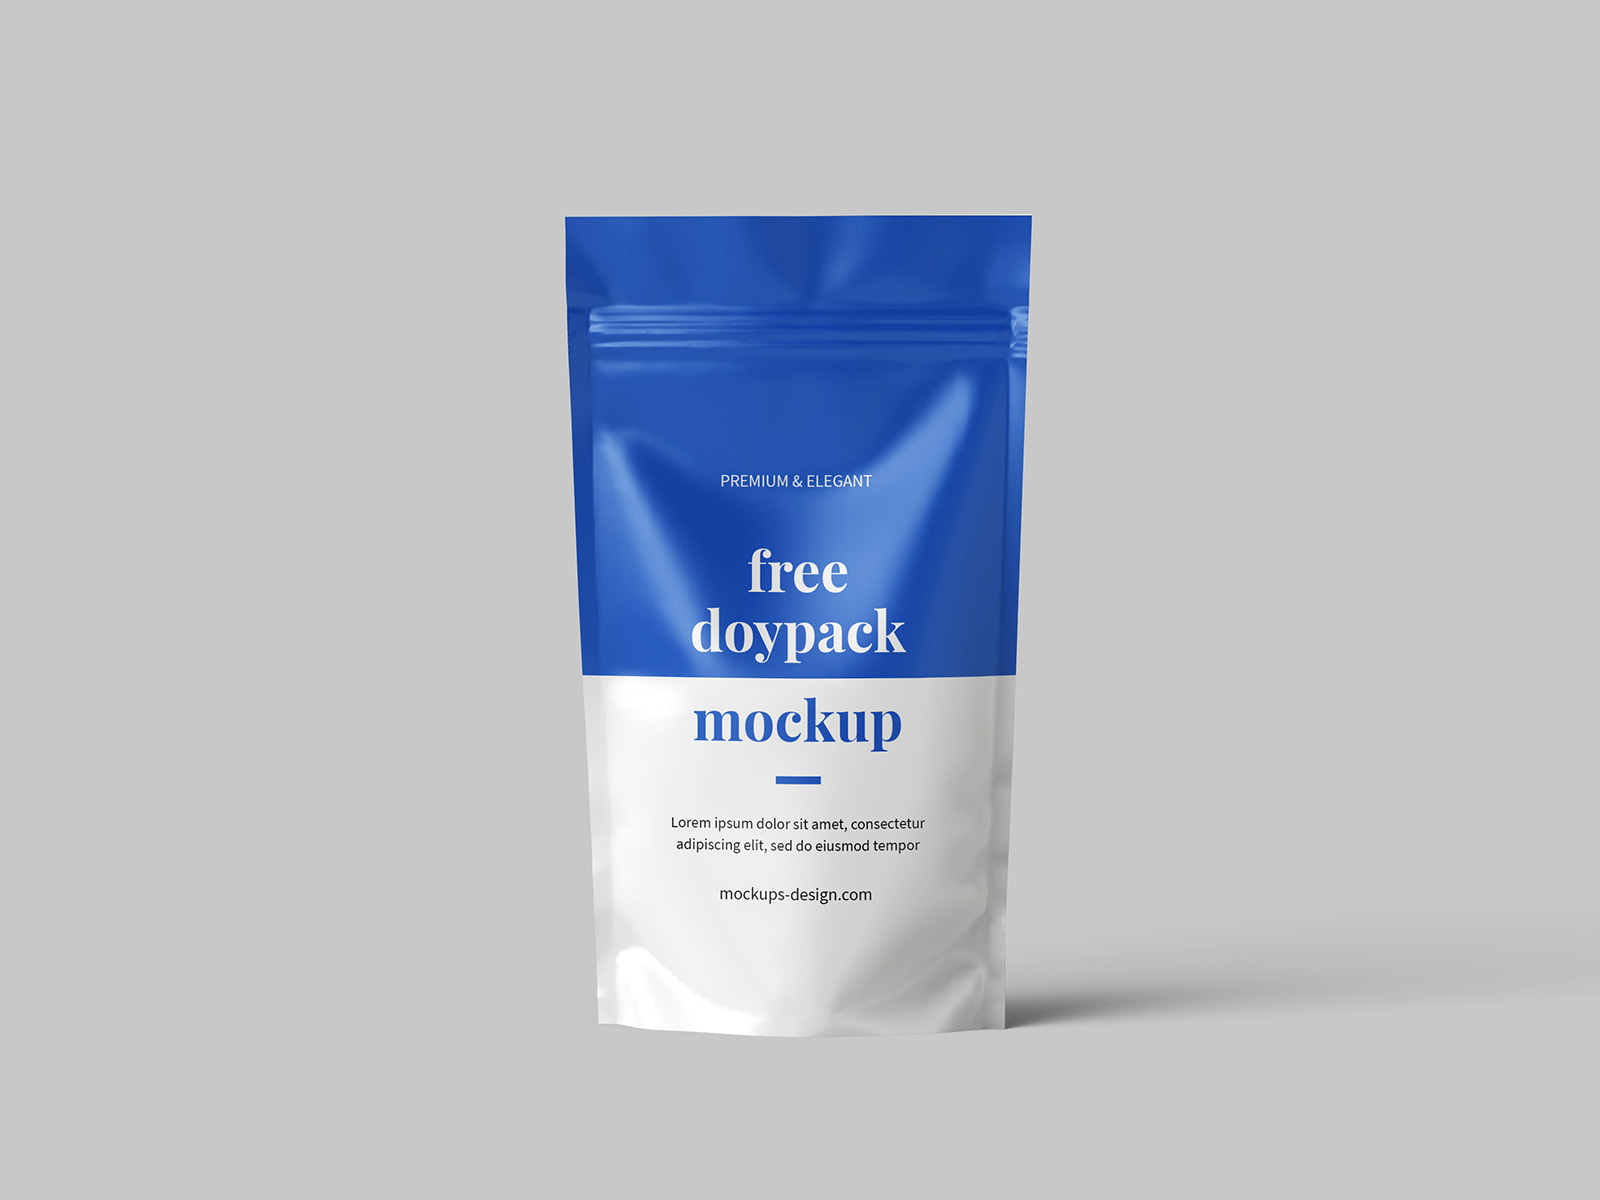 PREMIUM & ELEGANT
free
doypack
mockup
Lorem ipsum dolor sit amet, consectetur
adipiscing elit, sed do eiusmod tempor
mockups-design.com